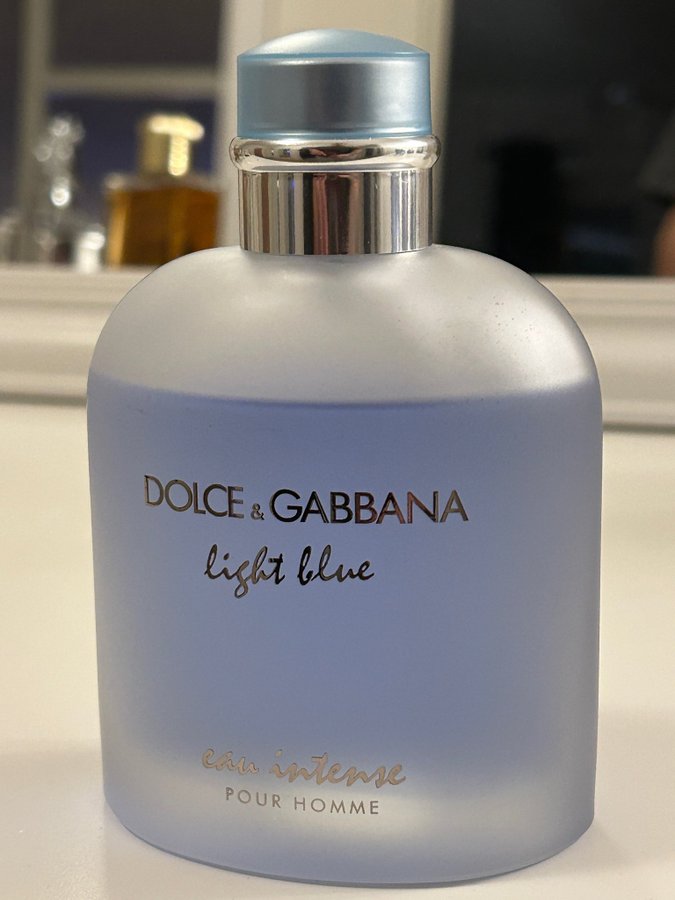 DOLCE & GABBANA
light blue
eau intense
POUR HOMME